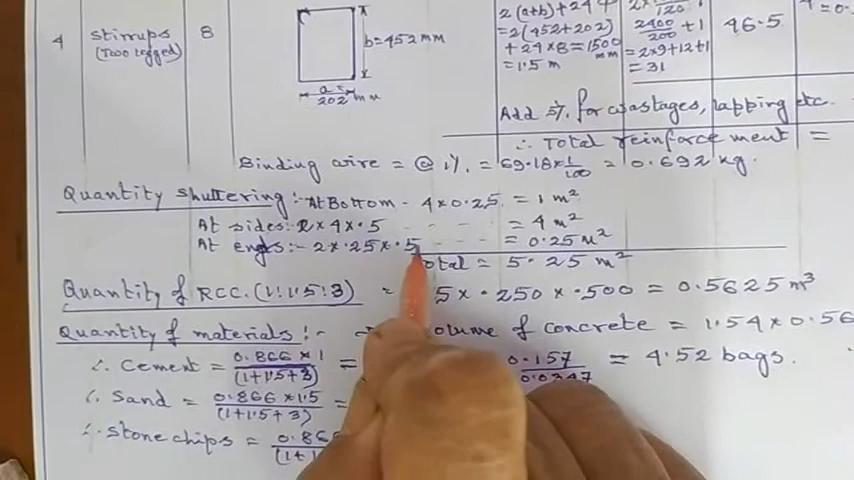 4 stirrups 8
(Two legged)
b=452mm
a =
202 mm
2(a+b)+24
=2(452+202)
+24×8=1500
mm
=1.5 m
120
2400/200 +1
=2×9+12+1
=31
46.5
Add 5%. for wastages, lapping etc.
∴ Total reinforcement =
Binding wire = @ 1%. = 69.18×1/100 = 0.692 kg.
Quantity shuttering:- At Bottom - 4×0.25 = 1 m²
At sides:- 2×4×.5 - - - - = 4 m²
At ends:- 2×.25×.5 - - - = 0.25 m²
Total = 5.25 m²
Quantity of RCC.(1:1.5:3) = 5×.250×.500 = 0.5625 m³
Quantity of materials:- Volume of concrete = 1.54×0.56
∴ Cement = 0.866×1/(1+1.5+3) = 0.157/0.0347 = 4.52 bags.
∴ Sand = 0.866×1.5/(1+1.5+3) =
∴ Stone chips = 0.866